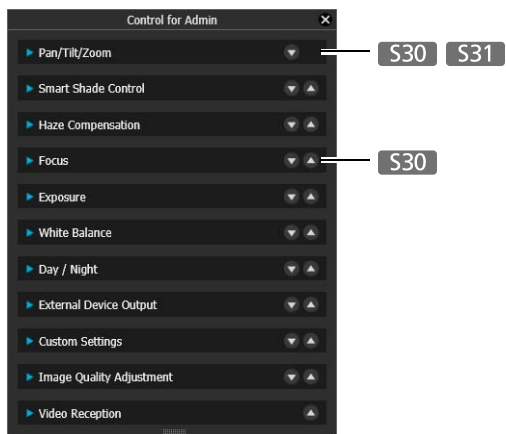 Control for Admin
Pan/Tilt/Zoom S30 S31
Smart Shade Control
Haze Compensation
Focus S30
Exposure
White Balance
Day / Night
External Device Output
Custom Settings
Image Quality Adjustment
Video Reception